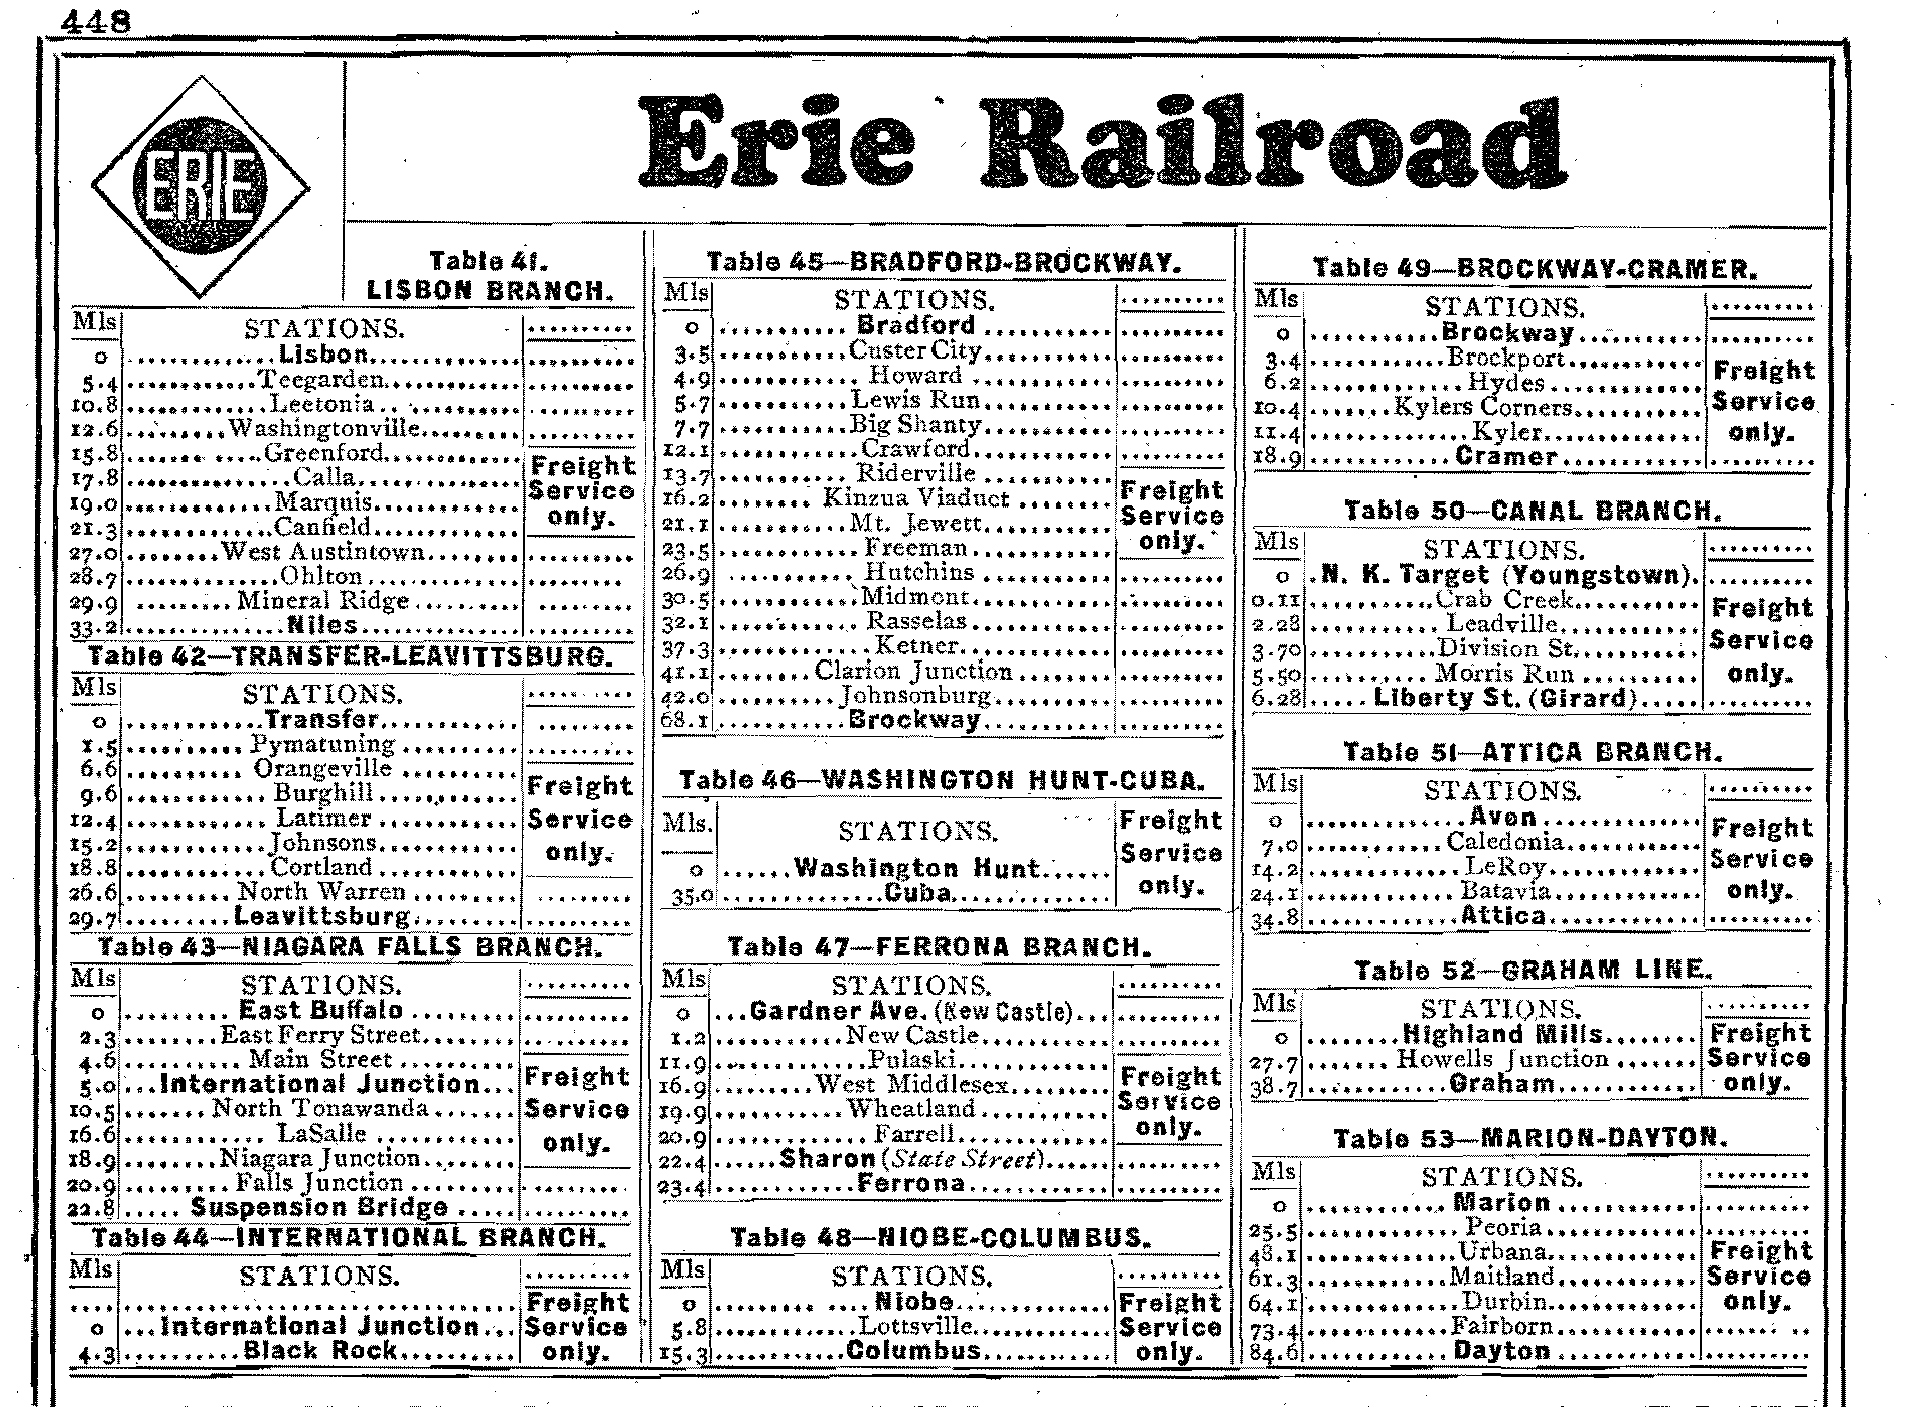 448
ERIE
Erie Railroad
Table 41.
LISBON BRANCH.
Mls STATIONS. ..........
0 ..............Lisbon.............. ..........
5.4 ............Teegarden............ ..........
10.8 .............Leetonia............. ..........
12.6 .........Washingtonville......... ..........
15.8 ............Greenford............
17.8 ...............Calla............... Freight
19.0 .............Marquis............. Service
21.3 .............Canfield............. only.
27.0 ........West Austintown........ ..........
28.7 ..............Ohlton.............. ..........
29.9 .........Mineral Ridge.......... ..........
33.2 ...............Niles............... ..........
Table 42—TRANSFER-LEAVITTSBURG.
Mls STATIONS. ..........
0 .............Transfer............. ..........
1.5 .......... Pymatuning .......... ..........
6.6 .......... Orangeville ..........
9.6 ............ Burghill............ Freight
12.4 ............ Latimer ............ Service
15.2 ............Johnsons............ only.
18.8 ............ Cortland ............
26.6 ......... North Warren ......... ..........
29.7 .........Leavittsburg.......... ..........
Table 43—NIAGARA FALLS BRANCH.
Mls STATIONS. ..........
0 ......... East Buffalo ......... ..........
2.3 ........East Ferry Street........ ..........
4.6 .......... Main Street ..........
5.0 ...International Junction... Freight
10.5 .......North Tonawanda....... Service
16.6 ............ LaSalle ............ only.
18.9 ........Niagara Junction........
20.9 ......... Falls Junction ......... ..........
22.8 ..... Suspension Bridge ..... ..........
Table 44—INTERNATIONAL BRANCH.
Mls STATIONS. ..........
.... ................................ Freight
0 ...International Junction... Service
4.3 ..........Black Rock.......... only.
Table 45—BRADFORD-BROCKWAY.
Mls STATIONS. ..........
0 ........... Bradford ........... ..........
3.5 ...........Custer City........... ..........
4.9 ............ Howard ............ ..........
5.7 ...........Lewis Run........... ..........
7.7 ...........Big Shanty........... ..........
12.1 ............Crawford............ ..........
13.7 ........... Riderville ...........
16.2 ........ Kinzua Viaduct ........ Freight
21.1 ...........Mt. Jewett........... Service
23.5 ............Freeman............ only.
26.9 ........... Hutchins ........... ..........
30.5 ............Midmont............ ..........
32.1 ............ Rasselas ............ ..........
37.3 ............. Ketner............. ..........
41.1 ........Clarion Junction........ ..........
42.0 ..........Johnsonburg.......... ..........
68.1 ...........Brockway........... ..........
Table 46—WASHINGTON HUNT-CUBA.
Mls. STATIONS. Freight
Service
0 ......Washington Hunt...... only.
35.0 .............Cuba.............
Table 47—FERRONA BRANCH.
Mls STATIONS. ..........
0 ...Gardner Ave. (New Castle)... ..........
1.2 ...........New Castle........... ..........
11.9 .............Pulaski.............
16.9 ........West Middlesex........ Freight
19.9 ...........Wheatland........... Service
20.9 .............Farrell............. only.
22.4 ......Sharon (State Street)...... ..........
23.4 ............Ferrona............ ..........
Table 48—NIOBE-COLUMBUS.
Mls STATIONS. ..........
0 ......... .... Niobe............. Freight
5.8 ............Lottsville............ Service
15.3 ...........Columbus........... only.
Table 49—BROCKWAY-CRAMER.
Mls STATIONS. ..........
0 ...........Brockway........... ..........
3.4 ...........Brockport...........
6.2 ............. Hydes ............. Freight
10.4 .......Kylers Corners.......... Service
11.4 .............Kyler............. only.
18.9 ............Cramer............ ..........
Table 50—CANAL BRANCH.
Mls STATIONS. ..........
0 .N. K. Target (Youngstown). ..........
0.11 ...........Crab Creek........... Freight
2.28 ........... Leadville........... Service
3.70 ...........Division St...........
5.50 .......... Morris Run .......... only.
6.28 .....Liberty St. (Girard)..... ..........
Table 51—ATTICA BRANCH.
Mls STATIONS. ..........
0 ..............Avon.............. ..........
7.0 ............Caledonia............ Freight
14.2 .............LeRoy............. Service
24.1 .............Batavia............. only.
34.8 .............Attica............. ..........
Table 52—GRAHAM LINE.
Mls STATIONS. ..........
0 ........Highland Mills........ Freight
27.7 ....... Howells Junction ....... Service
38.7 ............Graham............ only.
Table 53—MARION-DAYTON.
Mls STATIONS. ..........
0 ............ Marion ............ ..........
25.5 ............. Peoria............. ..........
48.1 .............Urbana............. Freight
61.3 ............Maitland............ Service
64.1 .............Durbin............. only.
73.4 ............Fairborn............ ..........
84.6 ............ Dayton ............ ..........